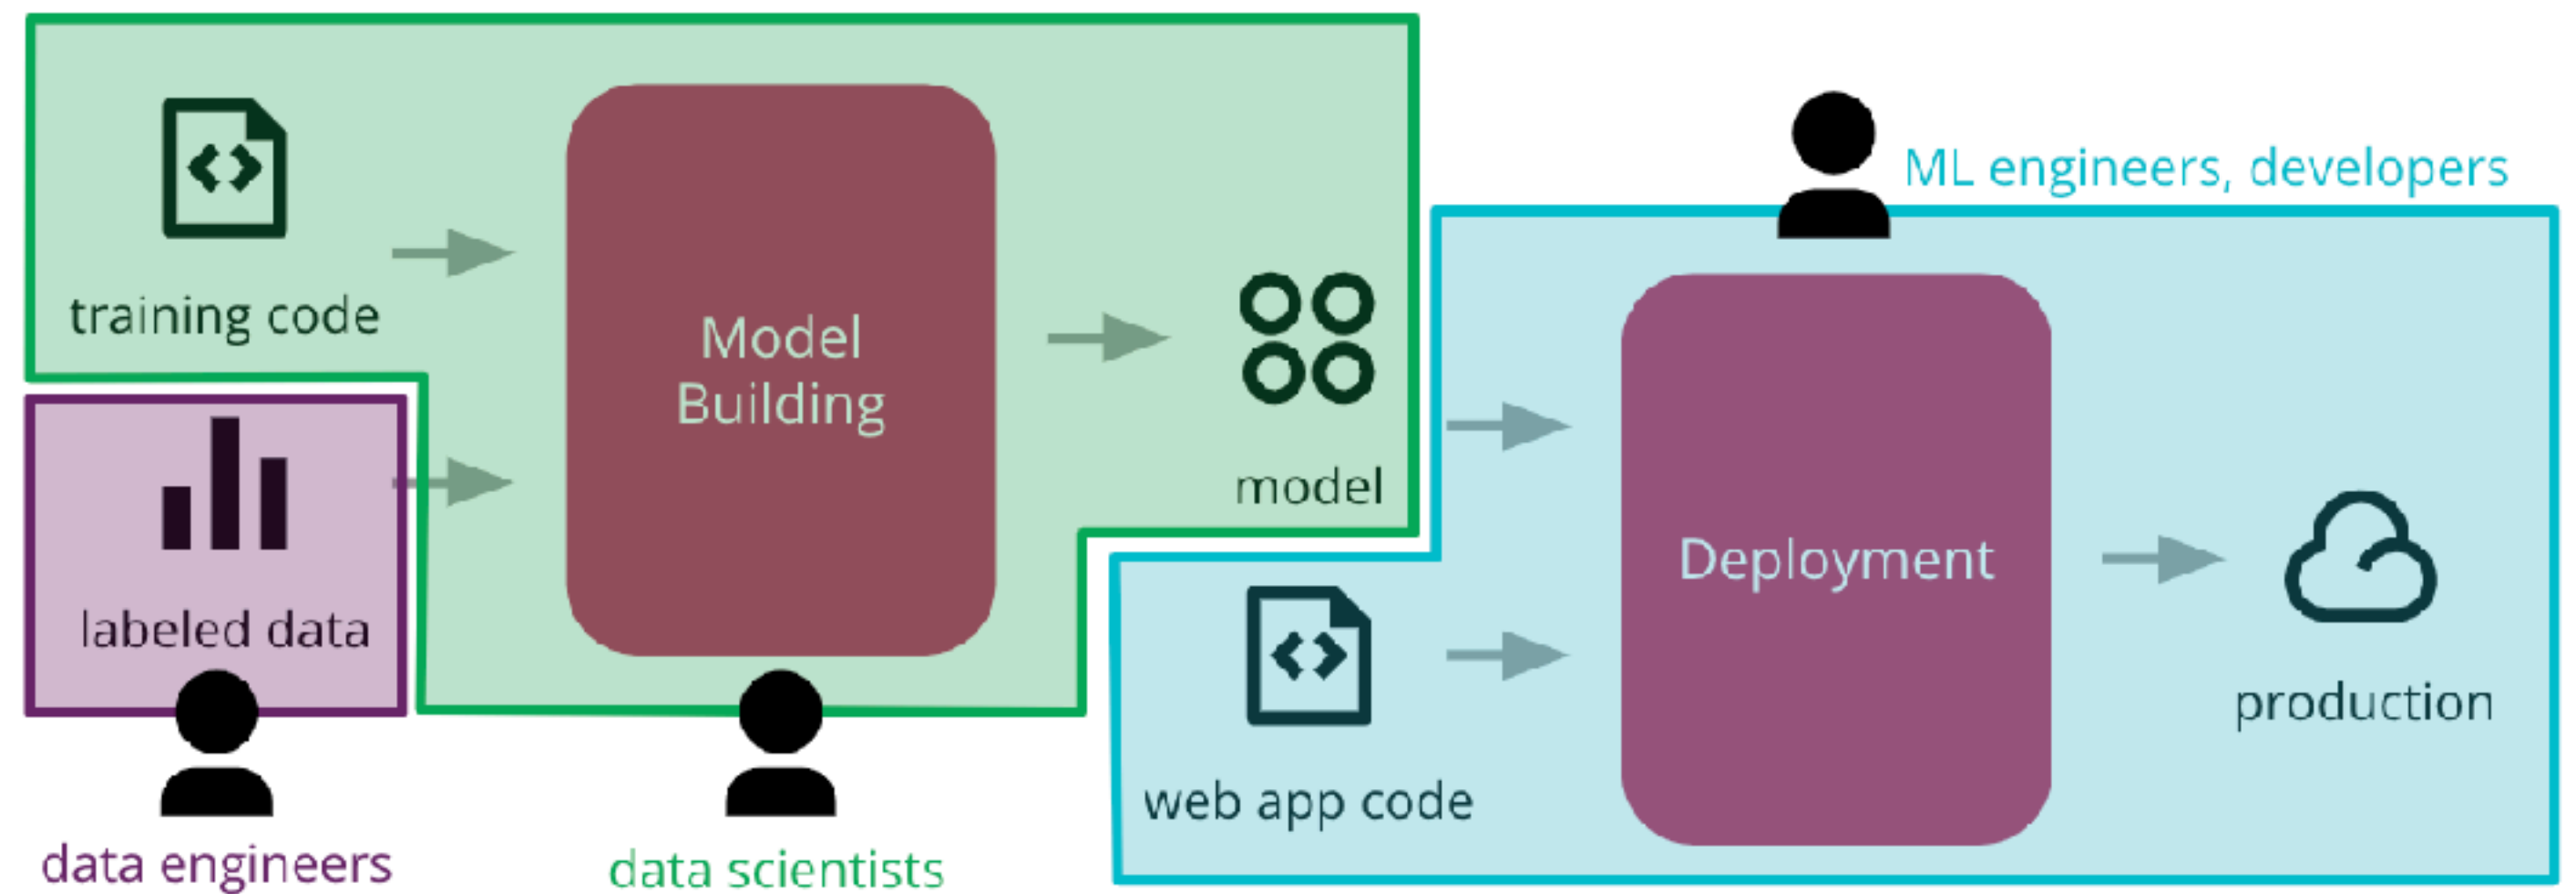 ML engineers, developers
training code
Model
Building
model
labeled data
Deployment
production
web app code
data engineers
data scientists